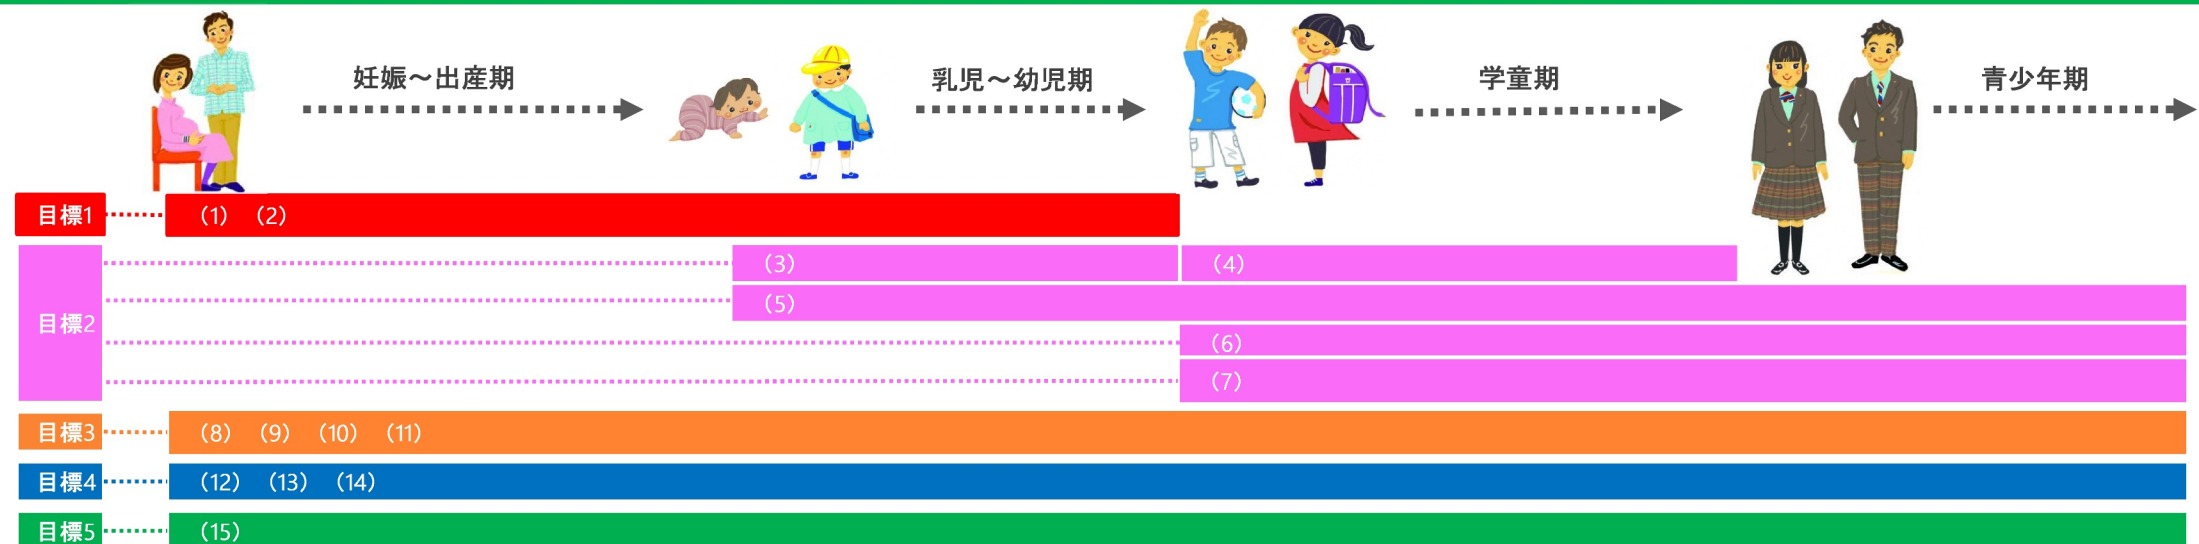 妊娠～出産期
乳児～幼児期
学童期
青少年期
目標1
（1）（2）
目標2
（3）
（4）
（5）
（6）
（7）
目標3
（8）（9）（10）（11）
目標4
（12）（13）（14）
目標5
（15）